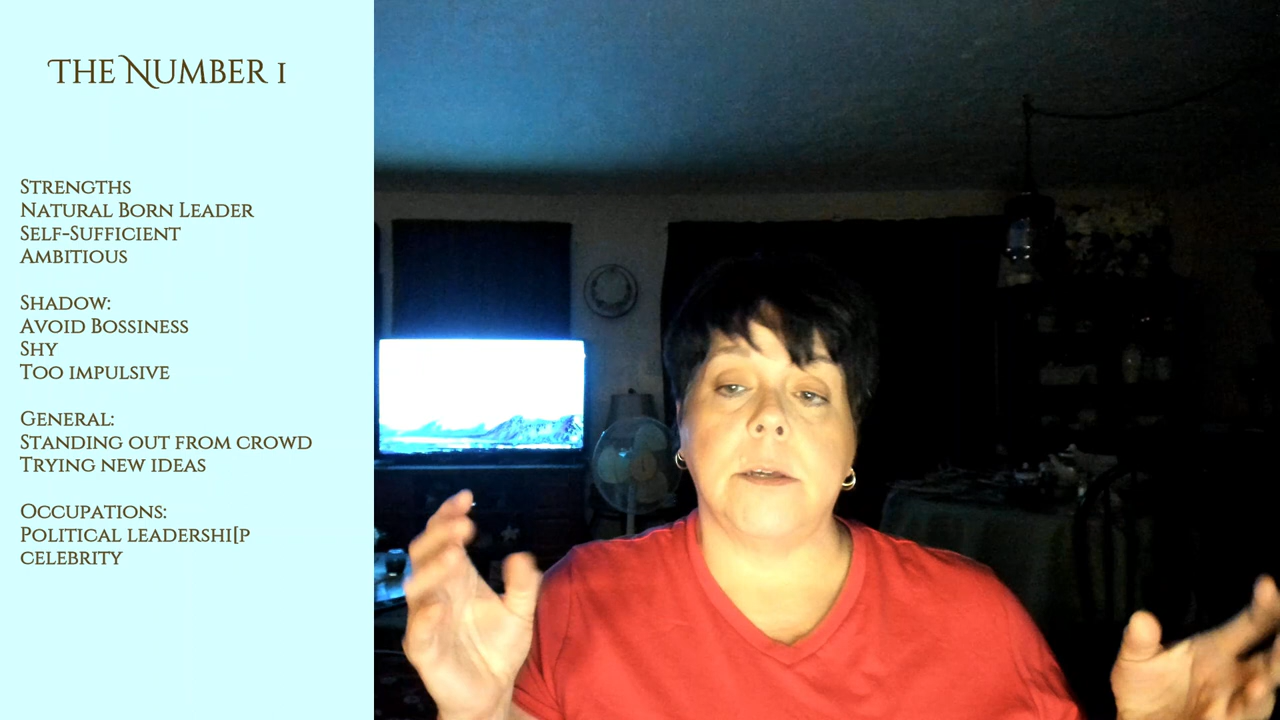 The Number 1
Strengths
Natural Born Leader
Self-Sufficient
Ambitious
Shadow:
Avoid Bossiness
Shy
Too impulsive
General:
Standing out from crowd
Trying new ideas
Occupations:
Political leadershi[p
celebrity